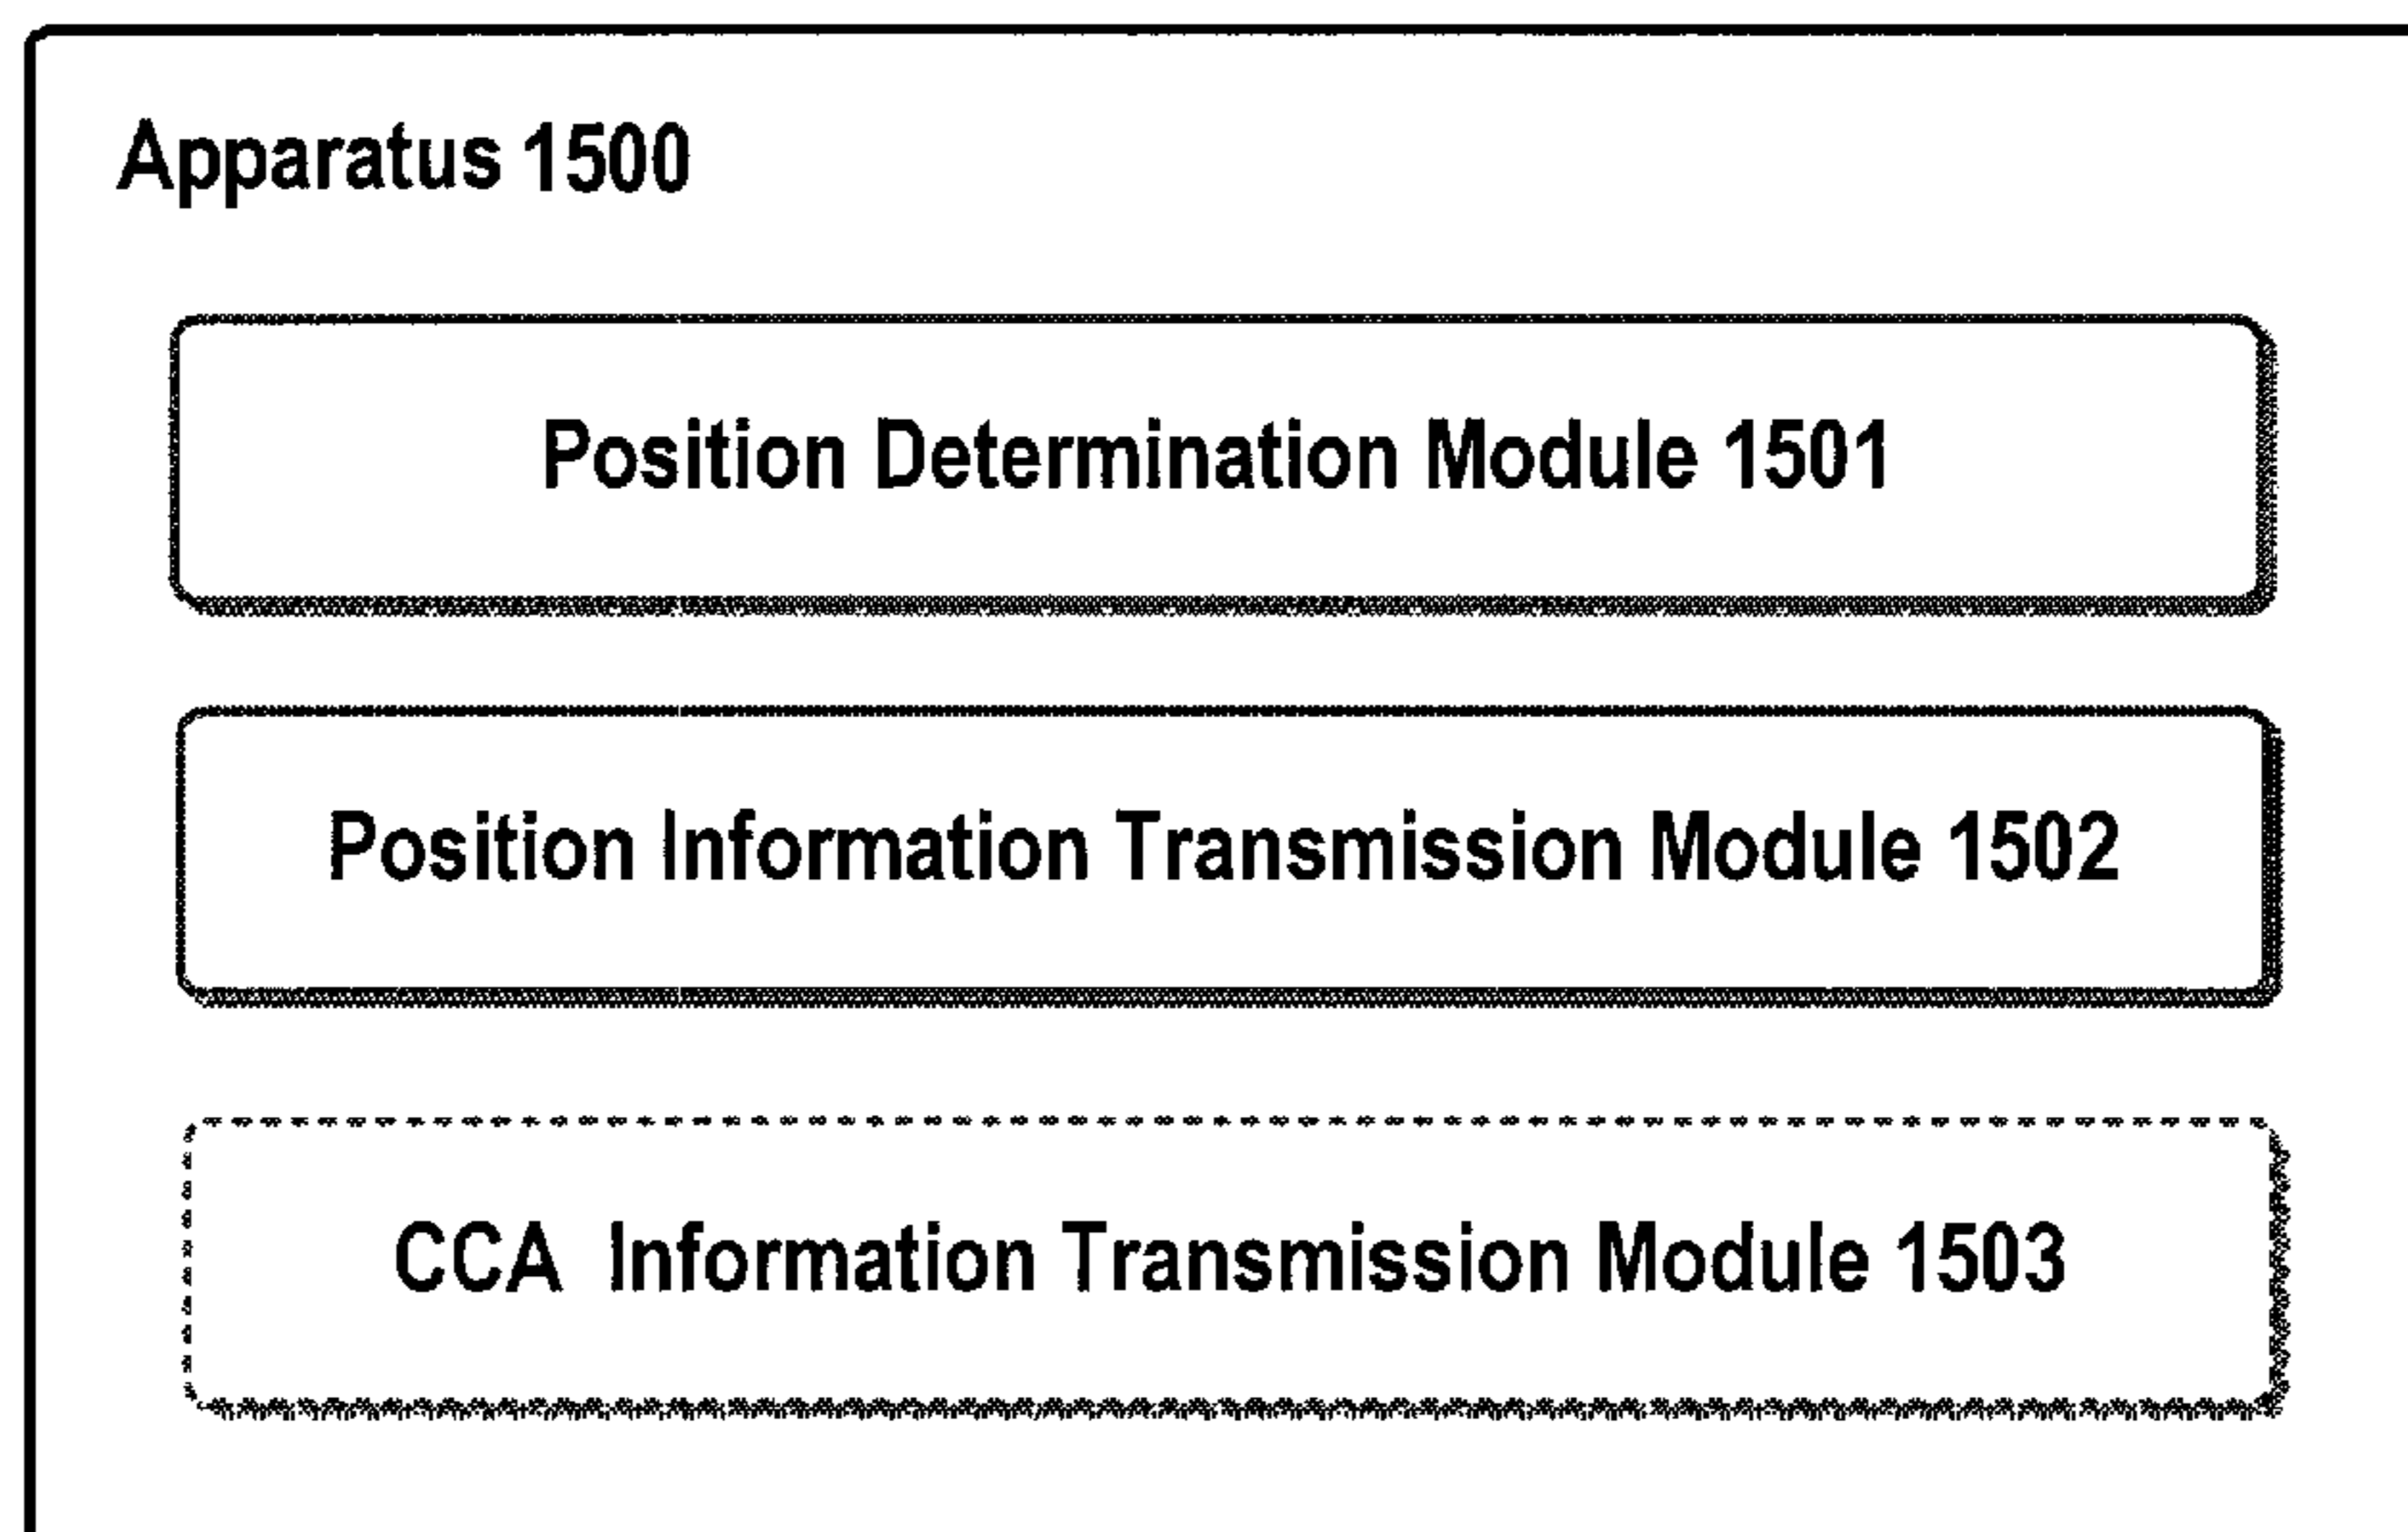 Apparatus 1500
Position Determination Module 1501
Position Information Transmission Module 1502
CCA Information Transmission Module 1503